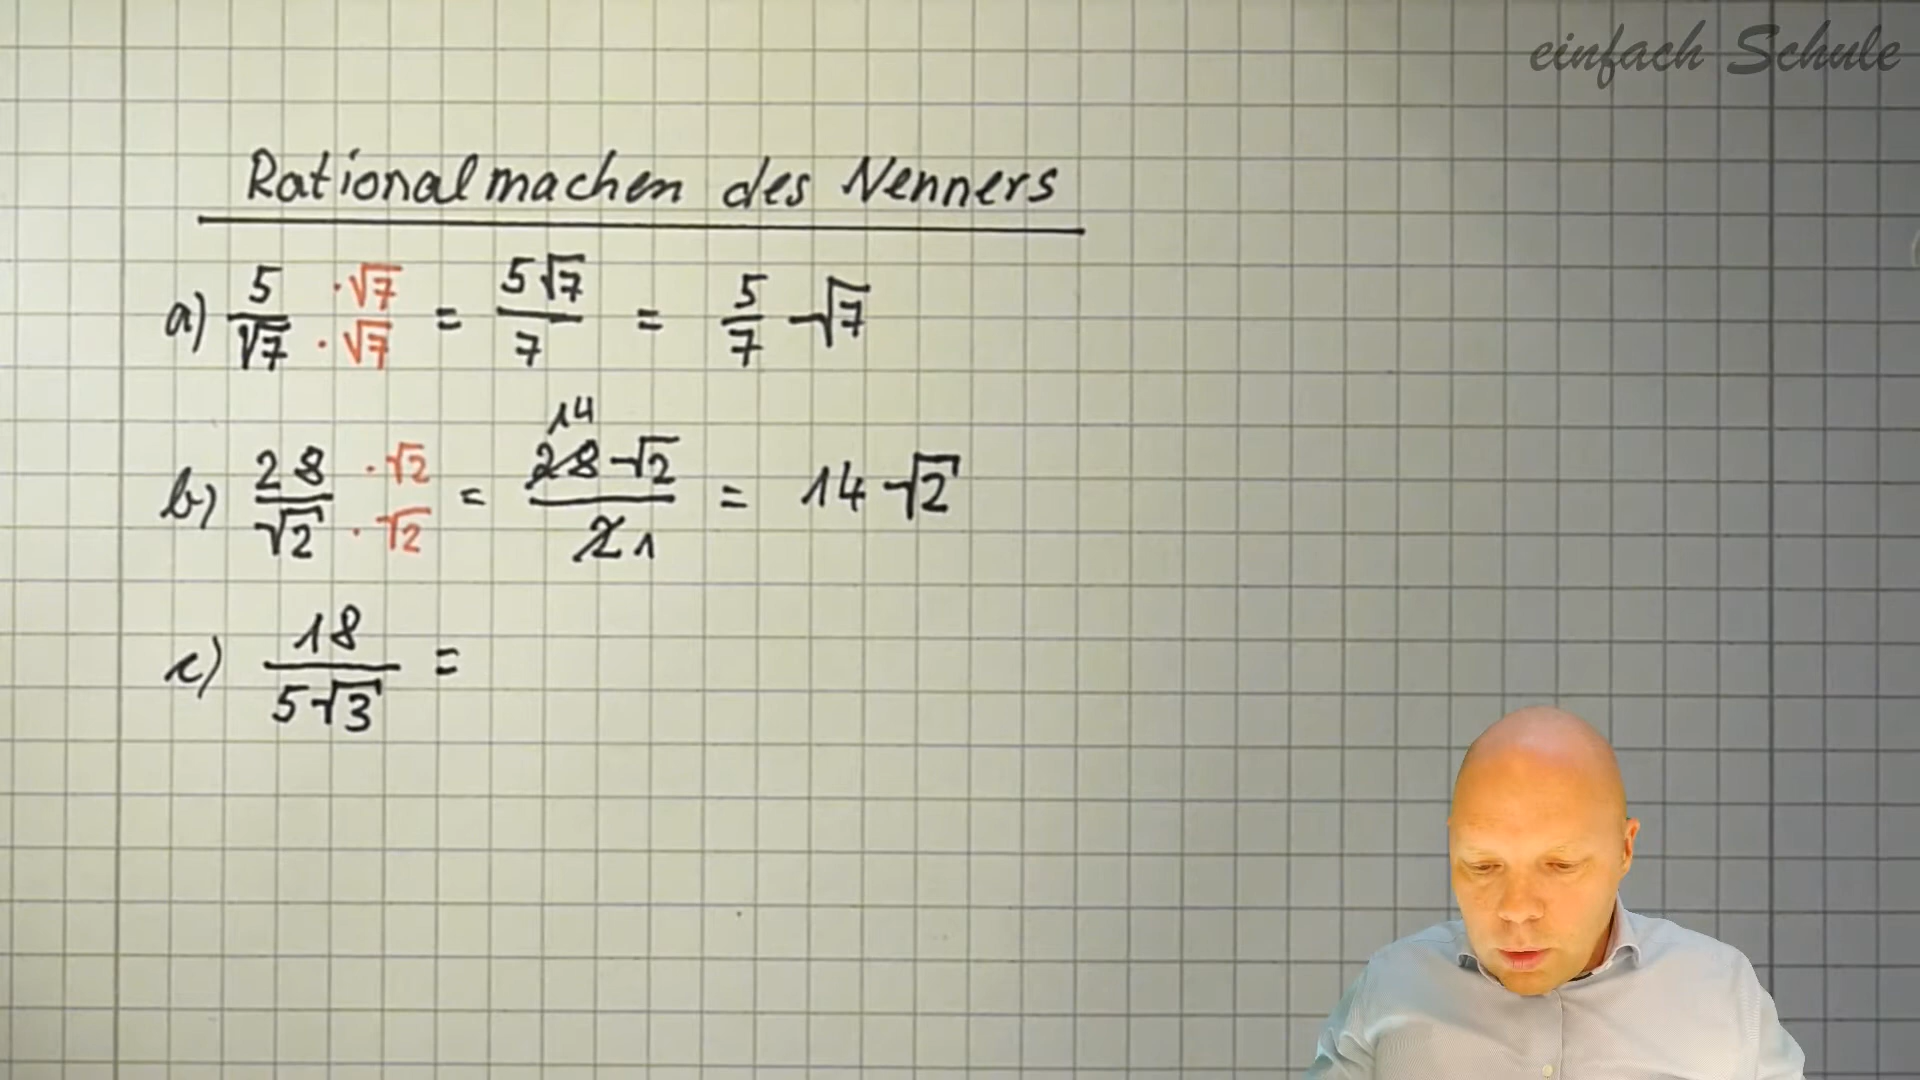 einfach Schule
Rationalmachen des Nenners
a) 5/√7 ·√7/·√7 = 5√7/7 = 5/7 √7
b) 28/√2 ·√2/·√2 = 14 28√2/2 1 = 14√2
c) 18/5√3 =